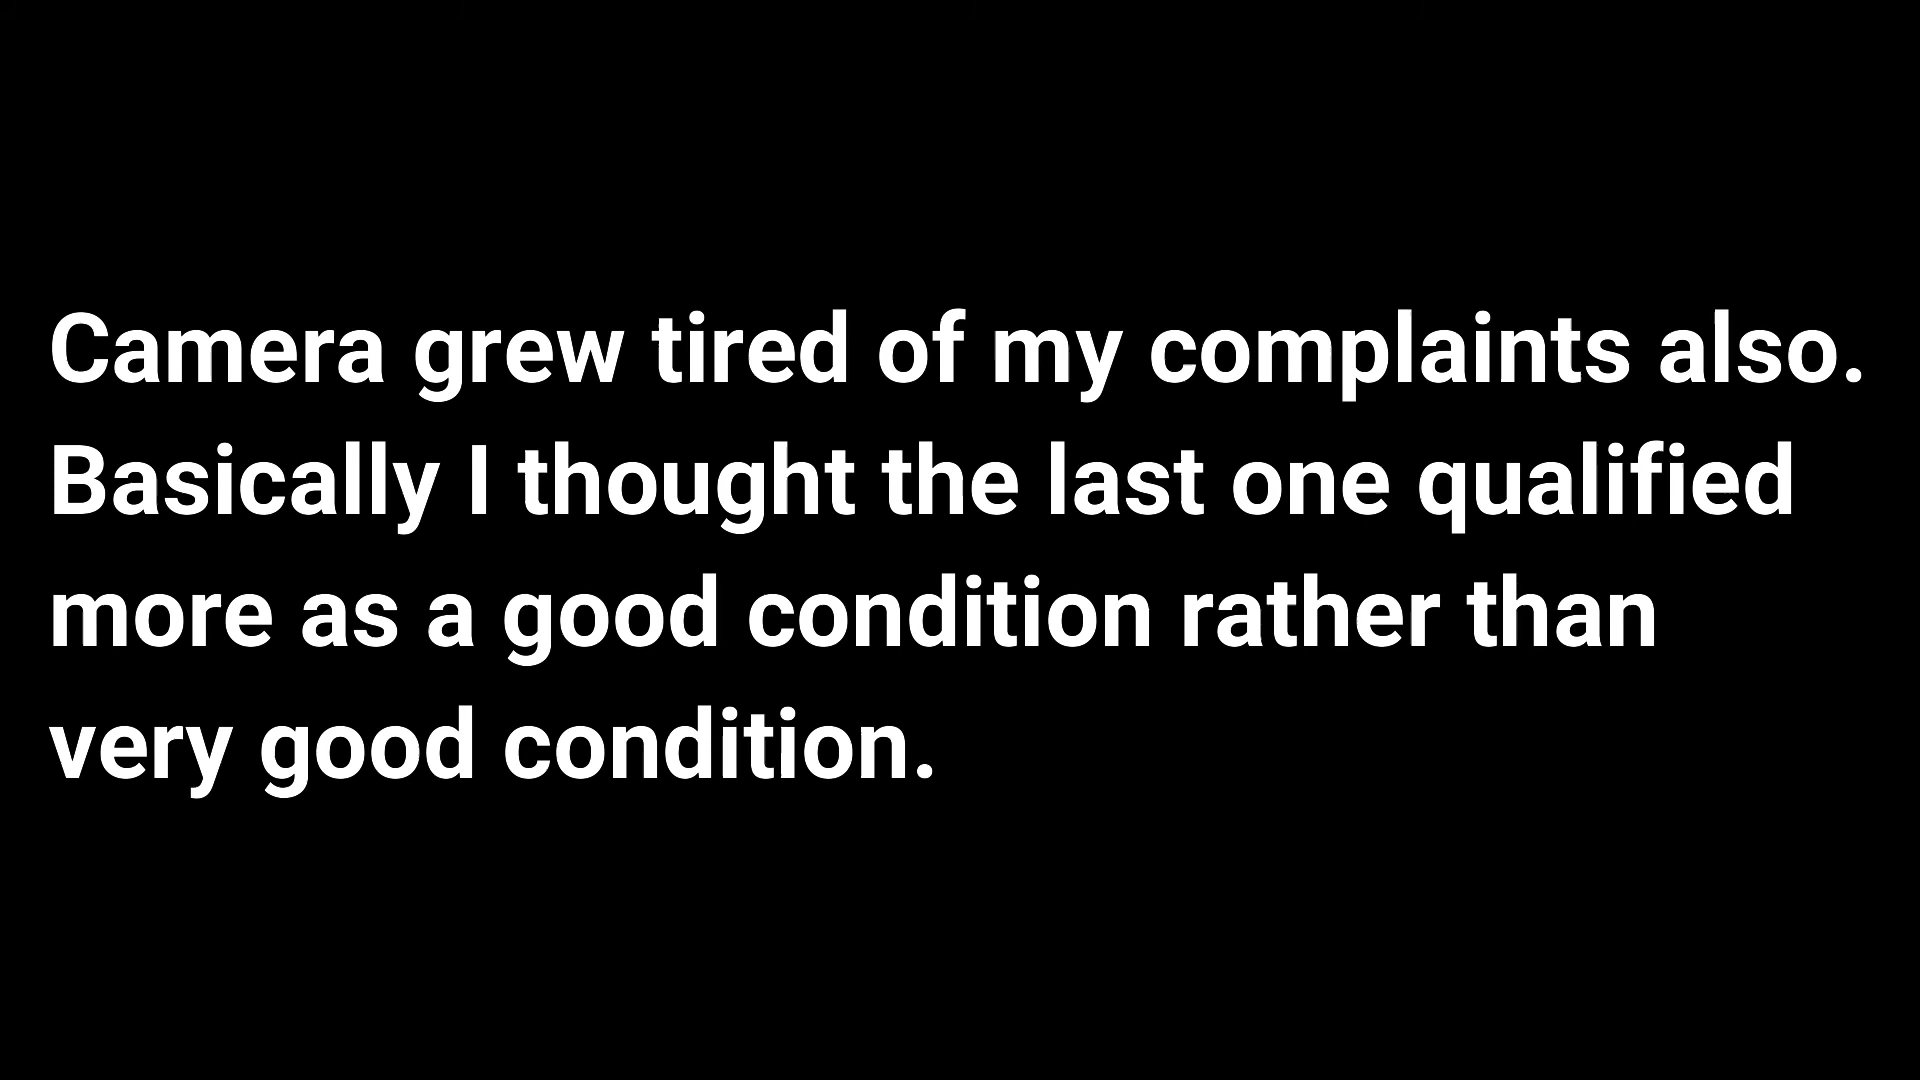 Camera grew tired of my complaints also.
Basically I thought the last one qualified
more as a good condition rather than
very good condition.